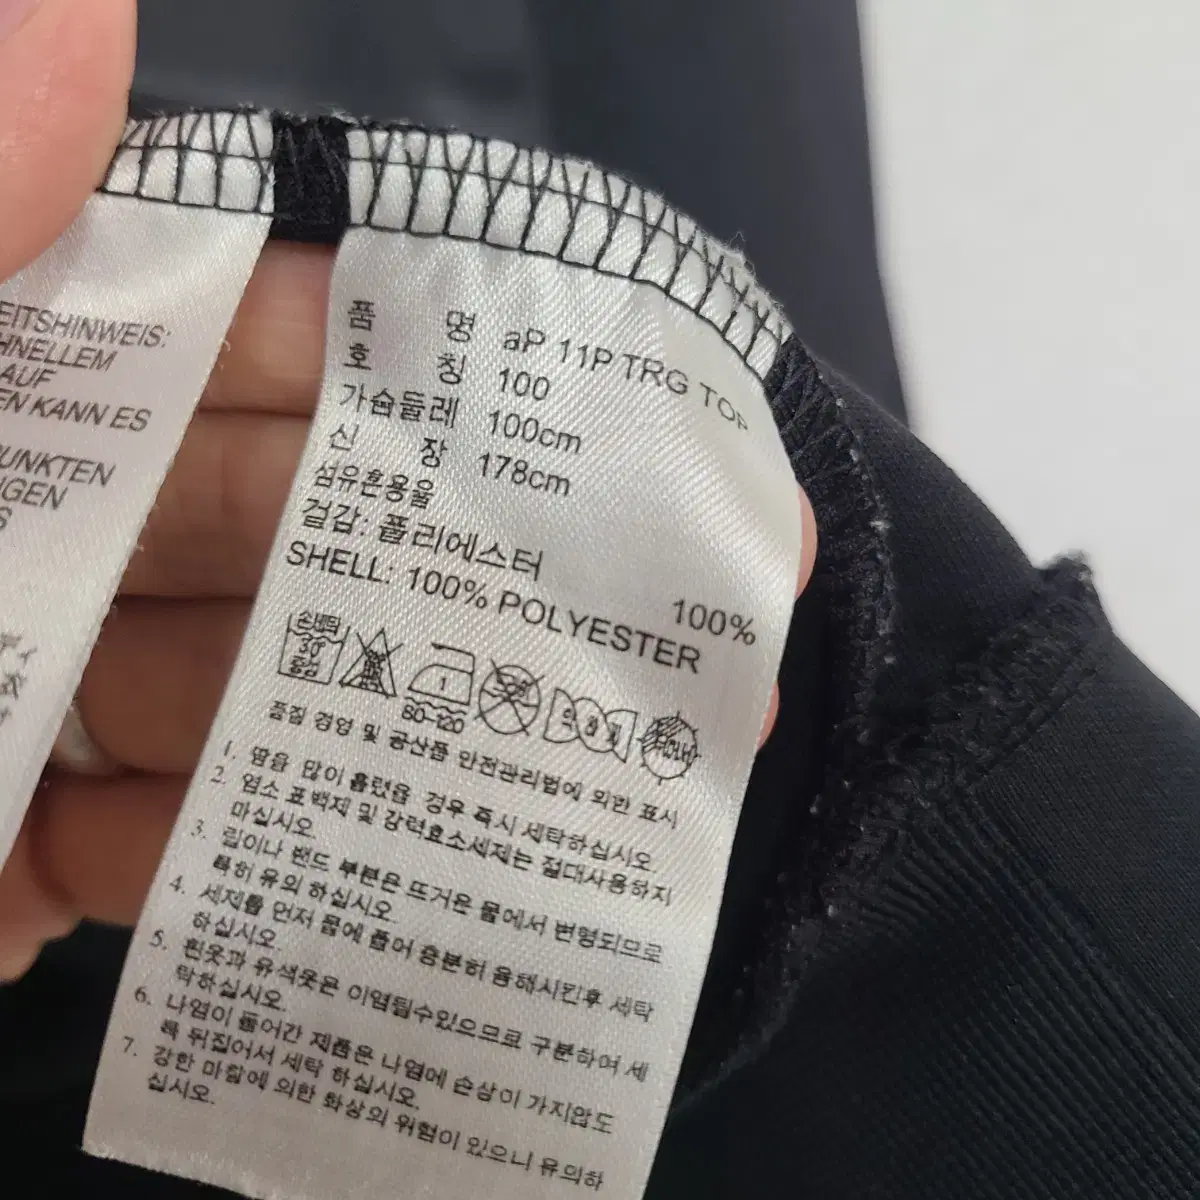 EITSHINWEIS:
HNELLEM
AUF
EN KANN ES
UNKTEN
IGEN
S
품 명 aP 11P TRG TOP
호 칭 100
가슴둘레 100cm
신 장 178cm
섬유혼용율
겉감: 폴리에스터 100%
SHELL: 100% POLYESTER
손세탁
30
중성
1
80-120
품질 경영 및 공산품 안전관리법에 의한 표시
1. 땀을 많이 흘렸을 경우 즉시 세탁하십시오.
2. 염소 표백제 및 강력효소세제는 절대사용하지
마십시오.
3. 립이나 밴드 부분은 뜨거운 물에서 변형되므로
특히 유의 하십시오.
4. 세제를 먼저 물에 풀어 충분히 용해시킨후 세탁
하십시오.
5. 흰옷과 유색옷은 이염될수있으므로 구분하여 세
탁하십시오.
6. 나염이 들어간 제품은 나염에 손상이 가지않도
록 뒤집어서 세탁 하십시오.
7. 강한 마찰에 의한 화상의 위험이 있으니 유의하
십시오.